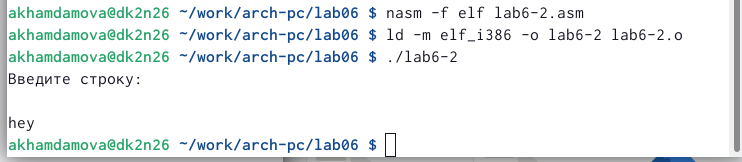 akhamdamova@dk2n26 ~/work/arch-pc/lab06 $ nasm -f elf lab6-2.asm
akhamdamova@dk2n26 ~/work/arch-pc/lab06 $ ld -m elf_i386 -o lab6-2 lab6-2.o
akhamdamova@dk2n26 ~/work/arch-pc/lab06 $ ./lab6-2
Введите строку:
hey
akhamdamova@dk2n26 ~/work/arch-pc/lab06 $